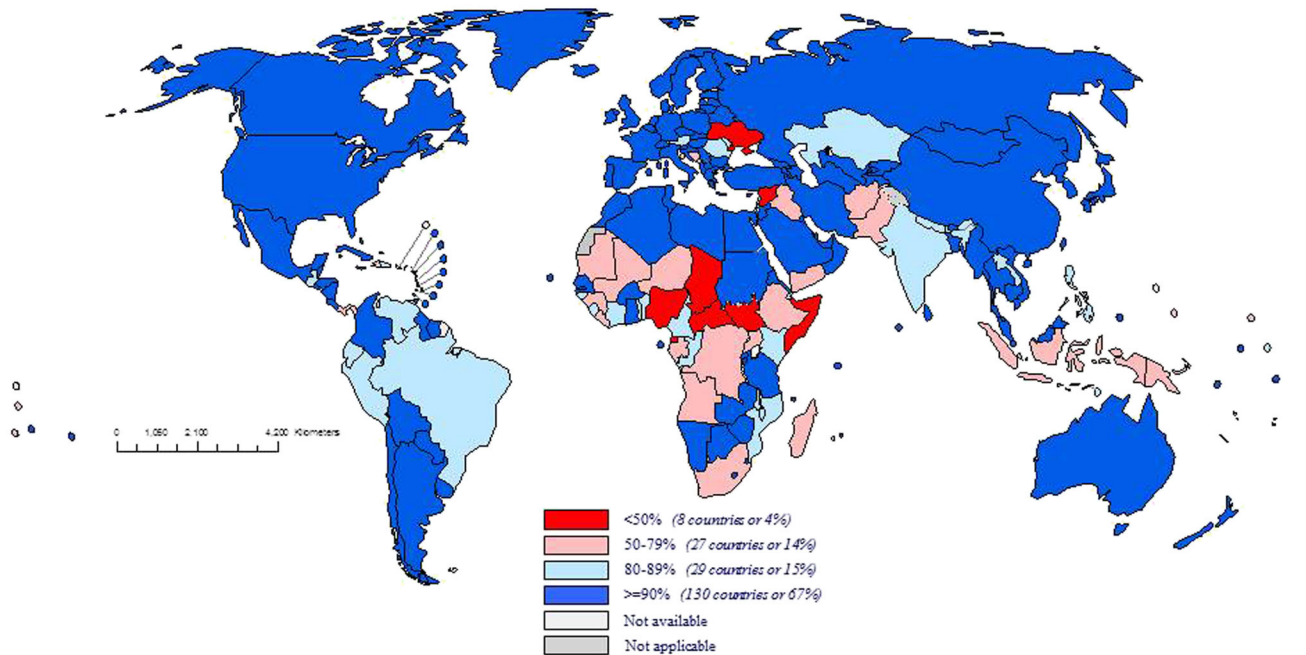 0 1,050 2,100 4,200 Kilometers
<50% (8 countries or 4%)
50-79% (27 countries or 14%)
80-89% (29 countries or 15%)
>=90% (130 countries or 67%)
Not available
Not applicable